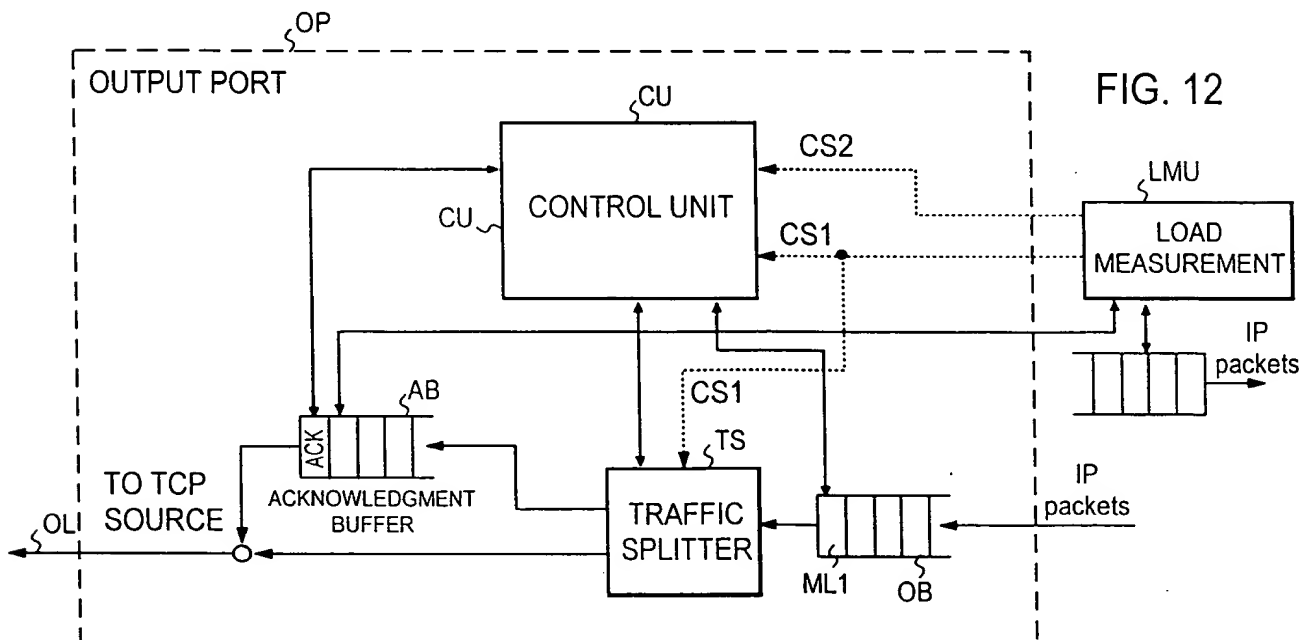 OP
OUTPUT PORT
FIG. 12
CU
CS2
LMU
CONTROL UNIT
CU
CS1
LOAD
MEASUREMENT
IP
packets
AB
CS1
TS
ACK
IP
packets
TO TCP
SOURCE
ACKNOWLEDGMENT
BUFFER
TRAFFIC
SPLITTER
OL
ML1
OB